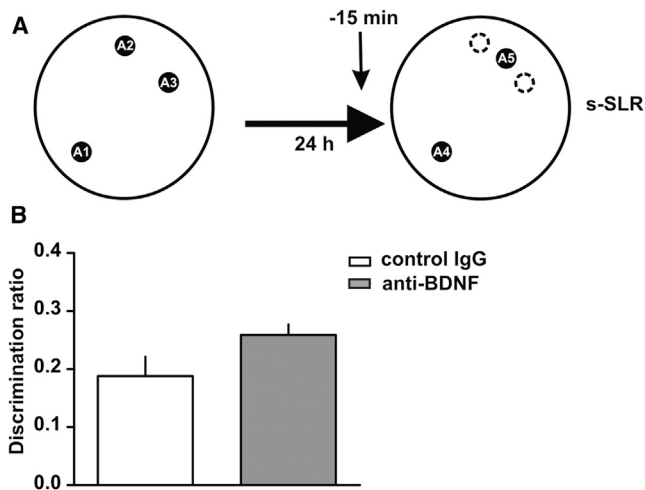 A
A2
A3
A1
-15 min
24 h
A5
A4
s-SLR
B
Discrimination ratio
0.4
0.3
0.2
0.1
0.0
control IgG
anti-BDNF